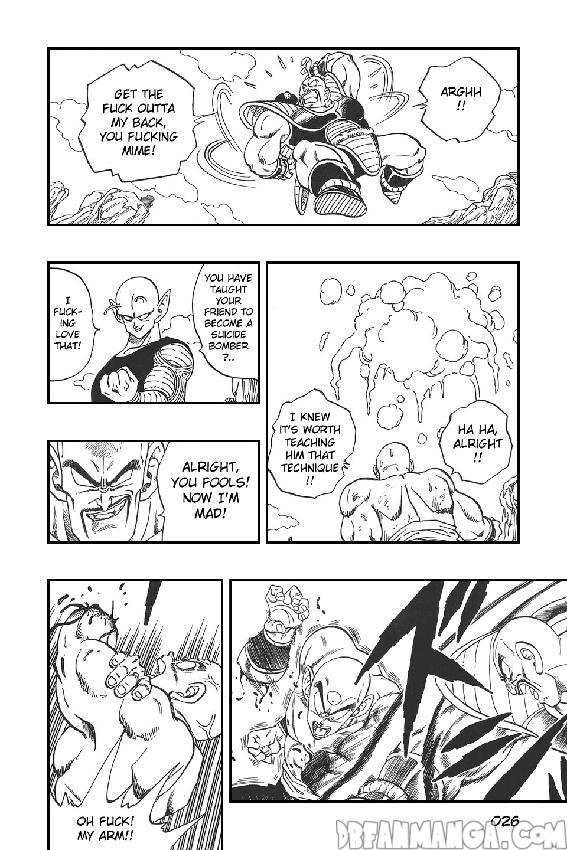 ARGHH
!!
GET THE
FUCK OUTTA
MY BACK,
YOU FUCKING
MIME!
HA HA,
ALRIGHT
!!
I KNEW
IT'S WORTH
TEACHING
HIM THAT
TECHNIQUE
!!
YOU HAVE
TAUGHT
YOUR
FRIEND TO
BECOME A
SUICIDE
BOMBER
?..
I
FUCK-
ING
LOVE
THAT!
ALRIGHT,
YOU FOOLS!
NOW I'M
MAD!
ズ
OH FUCK!
MY ARM!!
026
DBFANMANGA.COM